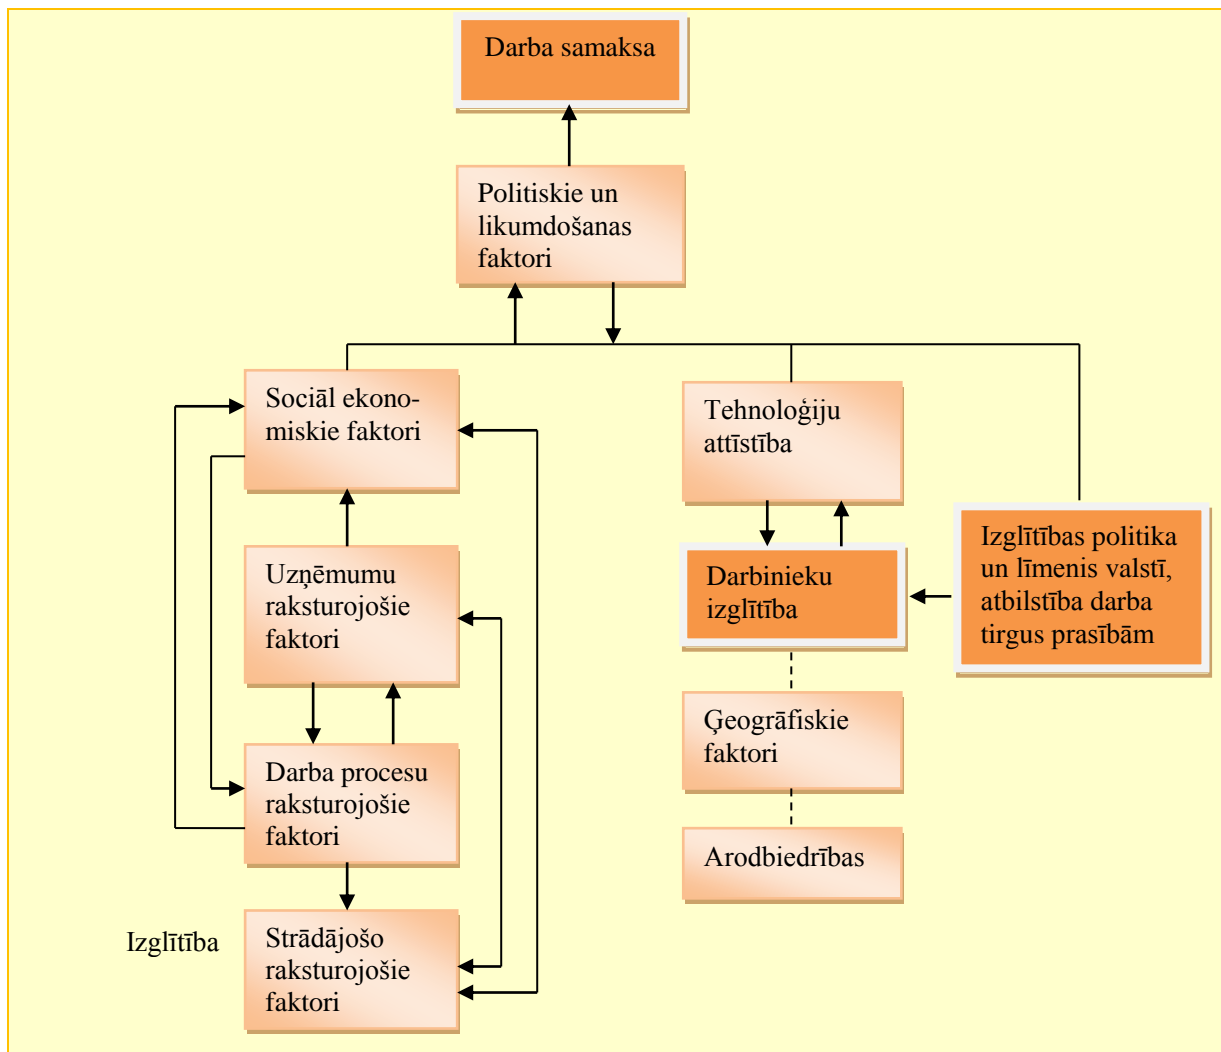 Darba samaksa
Politiskie un
likumdošanas
faktori
Sociāl ekono-
miskie faktori
Tehnoloģiju
attīstība
Uzņēmumu
raksturojošie
faktori
Darbinieku
izglītība
Izglītības politika
un līmenis valstī,
atbilstība darba
tirgus prasībām
Ģeogrāfiskie
faktori
Darba procesu
raksturojošie
faktori
Arodbiedrības
Izglītība
Strādājošo
raksturojošie
faktori